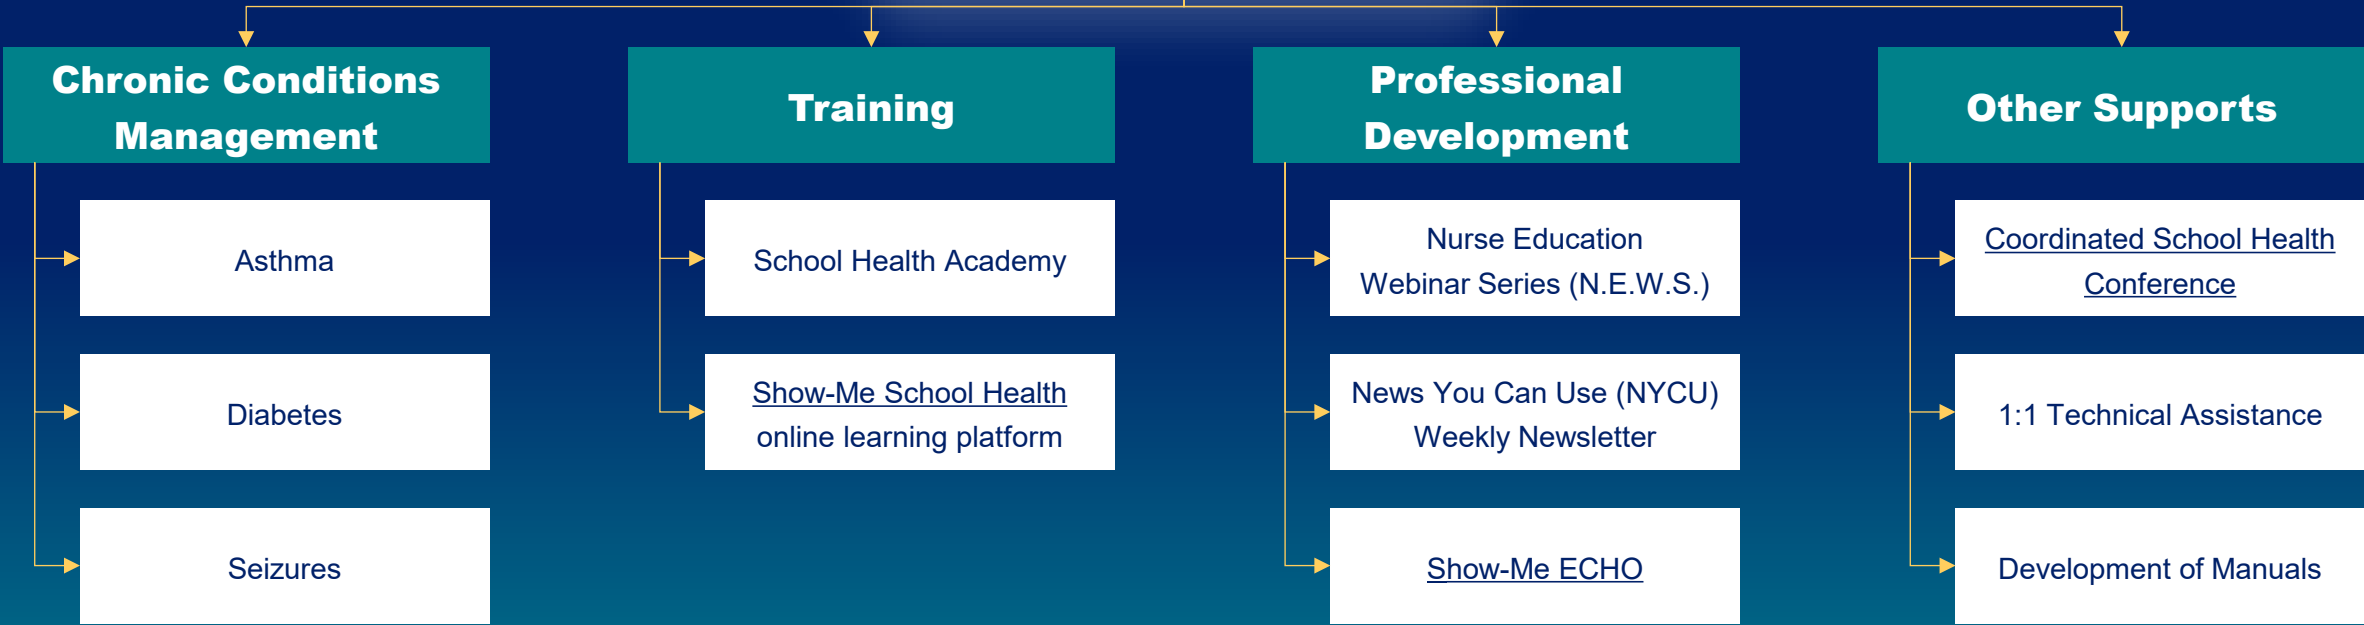 Chronic Conditions
Management
Asthma
Diabetes
Seizures
Training
School Health Academy
Show-Me School Health
online learning platform
Professional
Development
Nurse Education
Webinar Series (N.E.W.S.)
News You Can Use (NYCU)
Weekly Newsletter
Show-Me ECHO
Other Supports
Coordinated School Health
Conference
1:1 Technical Assistance
Development of Manuals